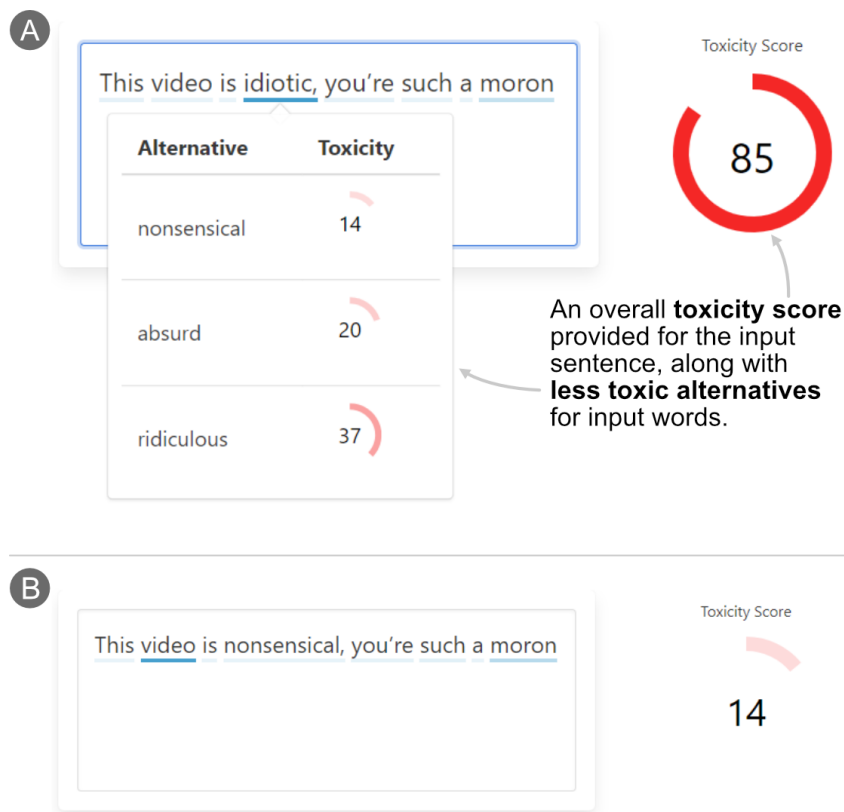 A
Toxicity Score
This video is idiotic, you're such a moron
85
Alternative Toxicity
nonsensical 14
absurd 20
ridiculous 37
An overall toxicity score
provided for the input
sentence, along with
less toxic alternatives
for input words.
B
Toxicity Score
This video is nonsensical, you're such a moron
14